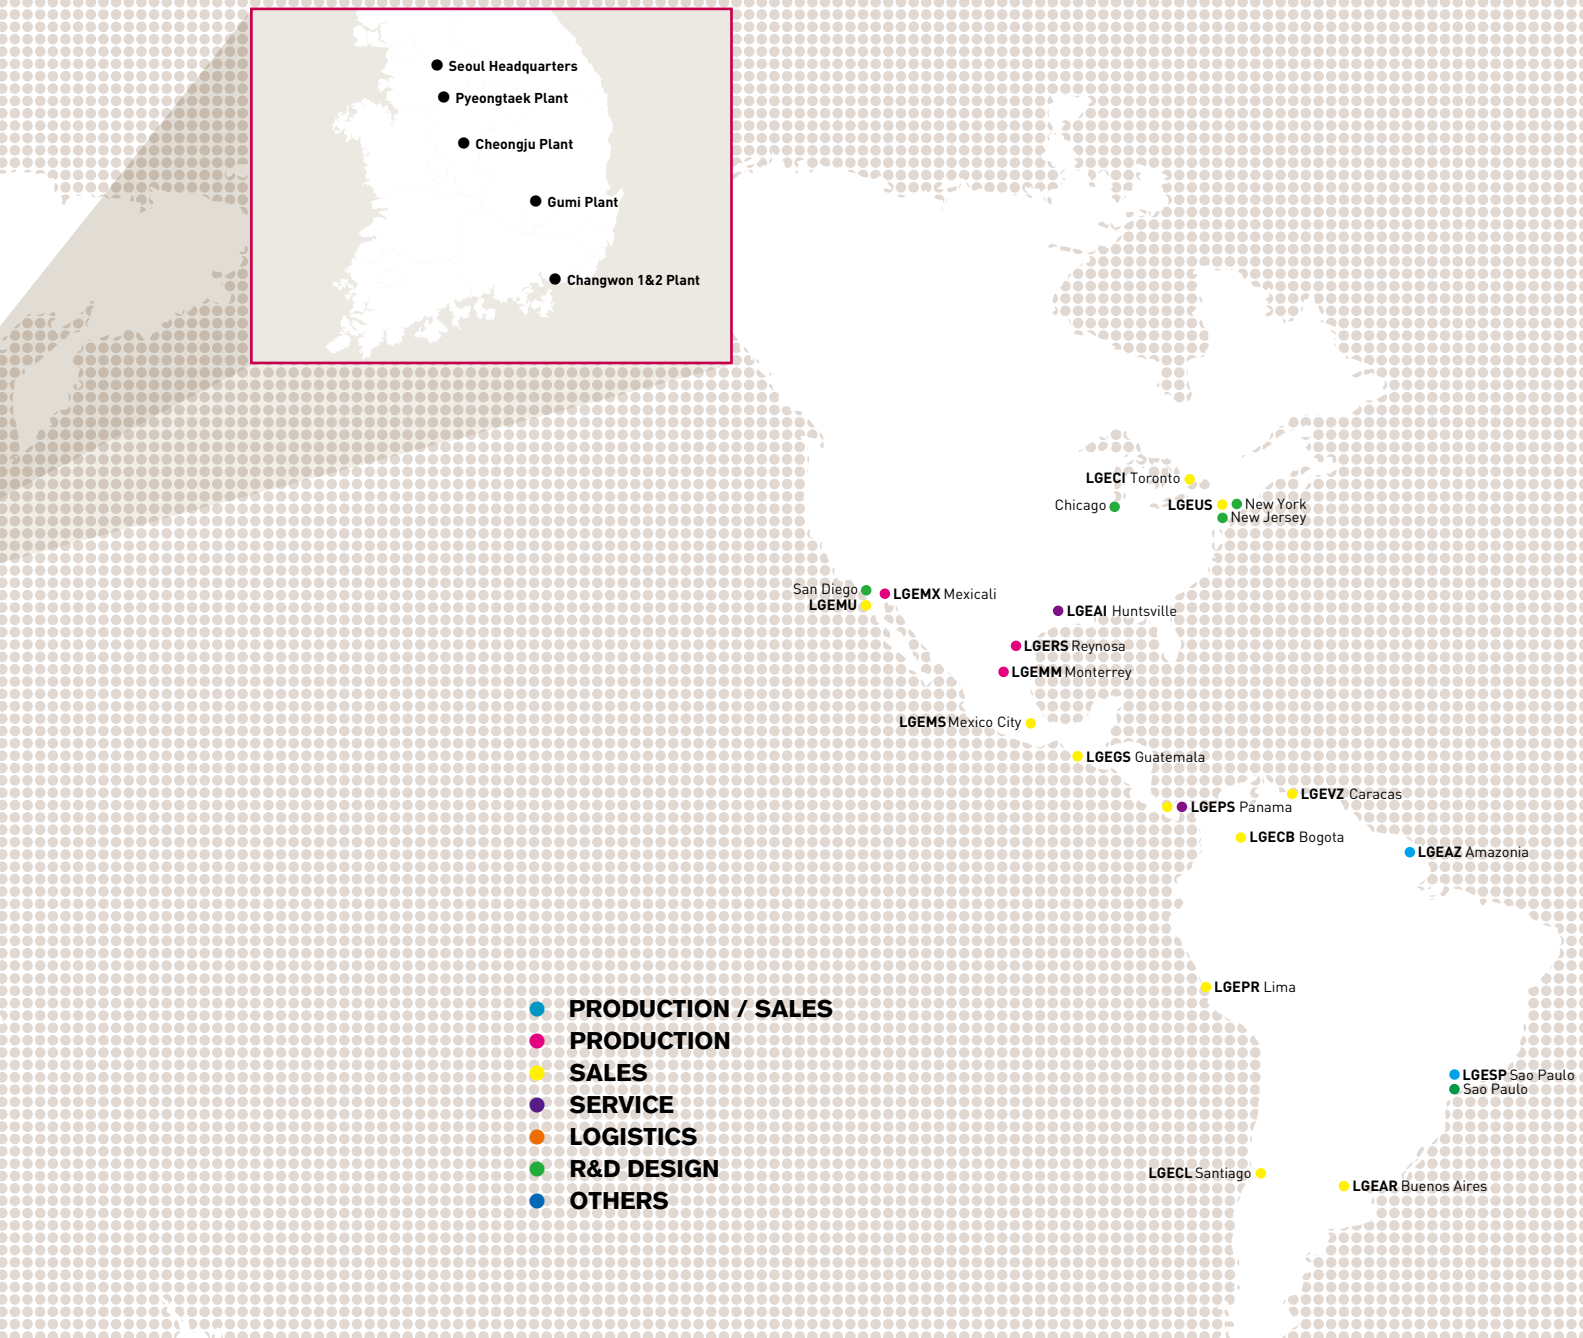 Seoul Headquarters
Pyeongtaek Plant
Cheongju Plant
Gumi Plant
Changwon 1&2 Plant
LGECI Toronto
Chicago
LGEUS New York
New Jersey
San Diego
LGEMU
LGEMX Mexicali
LGEAI Huntsville
LGERS Reynosa
LGEMM Monterrey
LGEMS Mexico City
LGEGS Guatemala
LGEVZ Caracas
LGEPS Panama
LGECB Bogota
LGEAZ Amazonia
LGEPR Lima
PRODUCTION / SALES
PRODUCTION
SALES
SERVICE
LOGISTICS
R&D DESIGN
OTHERS
LGESP Sao Paulo
Sao Paulo
LGECL Santiago
LGEAR Buenos Aires